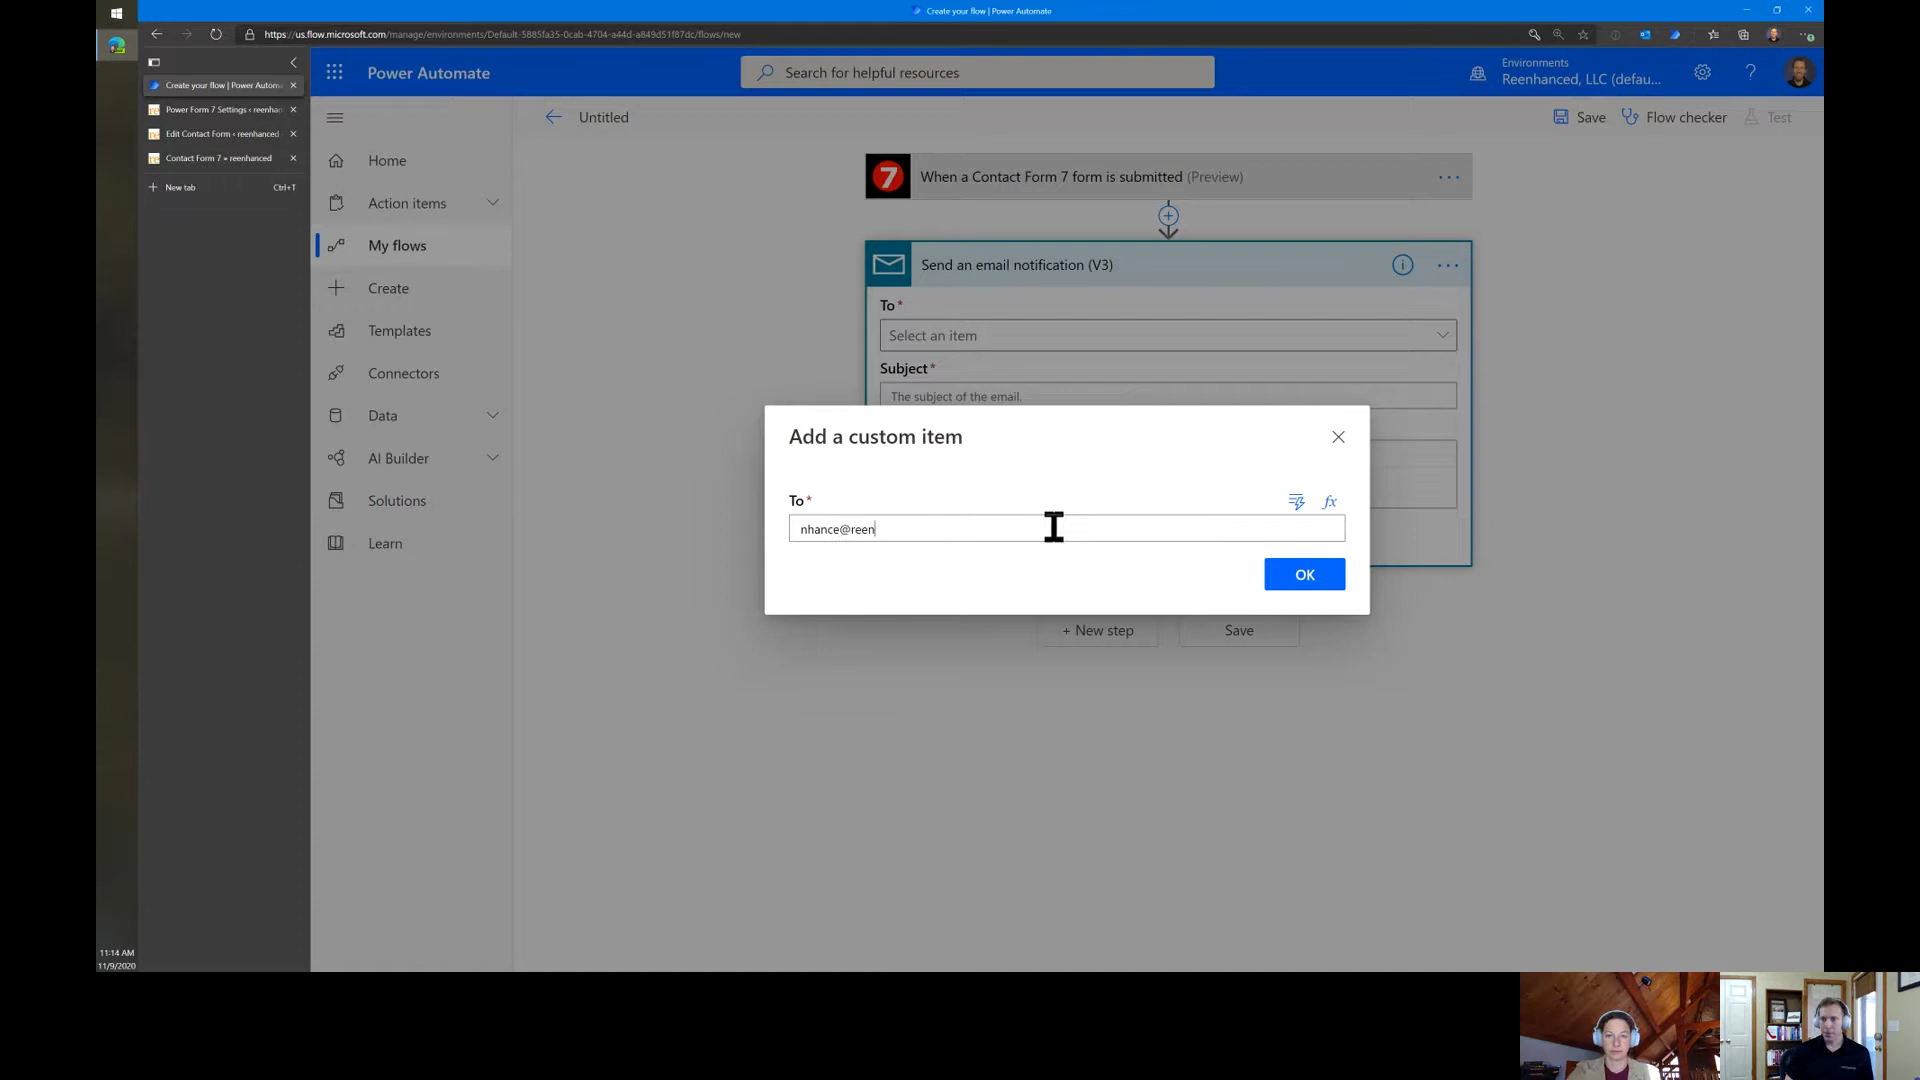 Create your flow | Power Automate
https://us.flow.microsoft.com/manage/environments/Default-5885fa35-0cab-4704-a44d-a849d51f87dc/flows/new
Create your flow | Power Autom
Power Form 7 Settings ‹ reenhan
Edit Contact Form ‹ reenhanced
Contact Form 7 » reenhanced
New tab Ctrl+T
Power Automate
Search for helpful resources
Environments
Reenhanced, LLC (defau...
Home
Action items
My flows
Create
Templates
Connectors
Data
AI Builder
Solutions
Learn
Untitled
Save Flow checker Test
7 When a Contact Form 7 form is submitted (Preview)
Send an email notification (V3)
To *
Select an item
Subject *
The subject of the email.
Add a custom item
To *
fx
nhance@reen
OK
+ New step Save
11:14 AM
11/9/2020